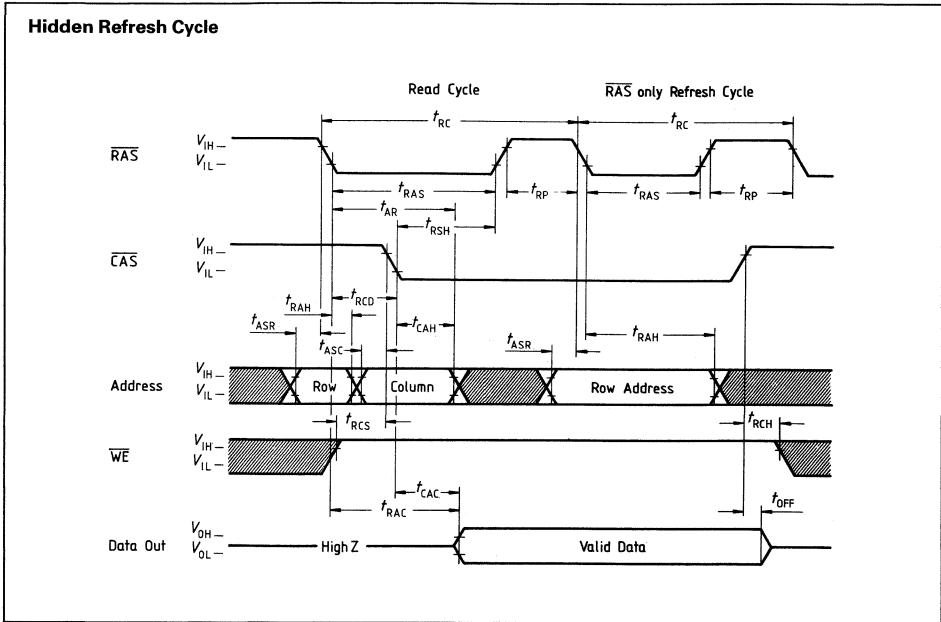 Hidden Refresh Cycle
Read Cycle
RAS only Refresh Cycle
tRC
tRC
RAS
VIH
VIL
tRAS
tRP
tRAS
tRP
tAR
tRSH
CAS
VIH
VIL
tRAH
tRCD
tASR
tCAH
tRAH
tASC
tASR
Address
VIH
VIL
Row
Column
Row Address
tRCS
tRCH
WE
VIH
VIL
tCAC
tRAC
tOFF
Data Out
VOH
VOL
High Z
Valid Data